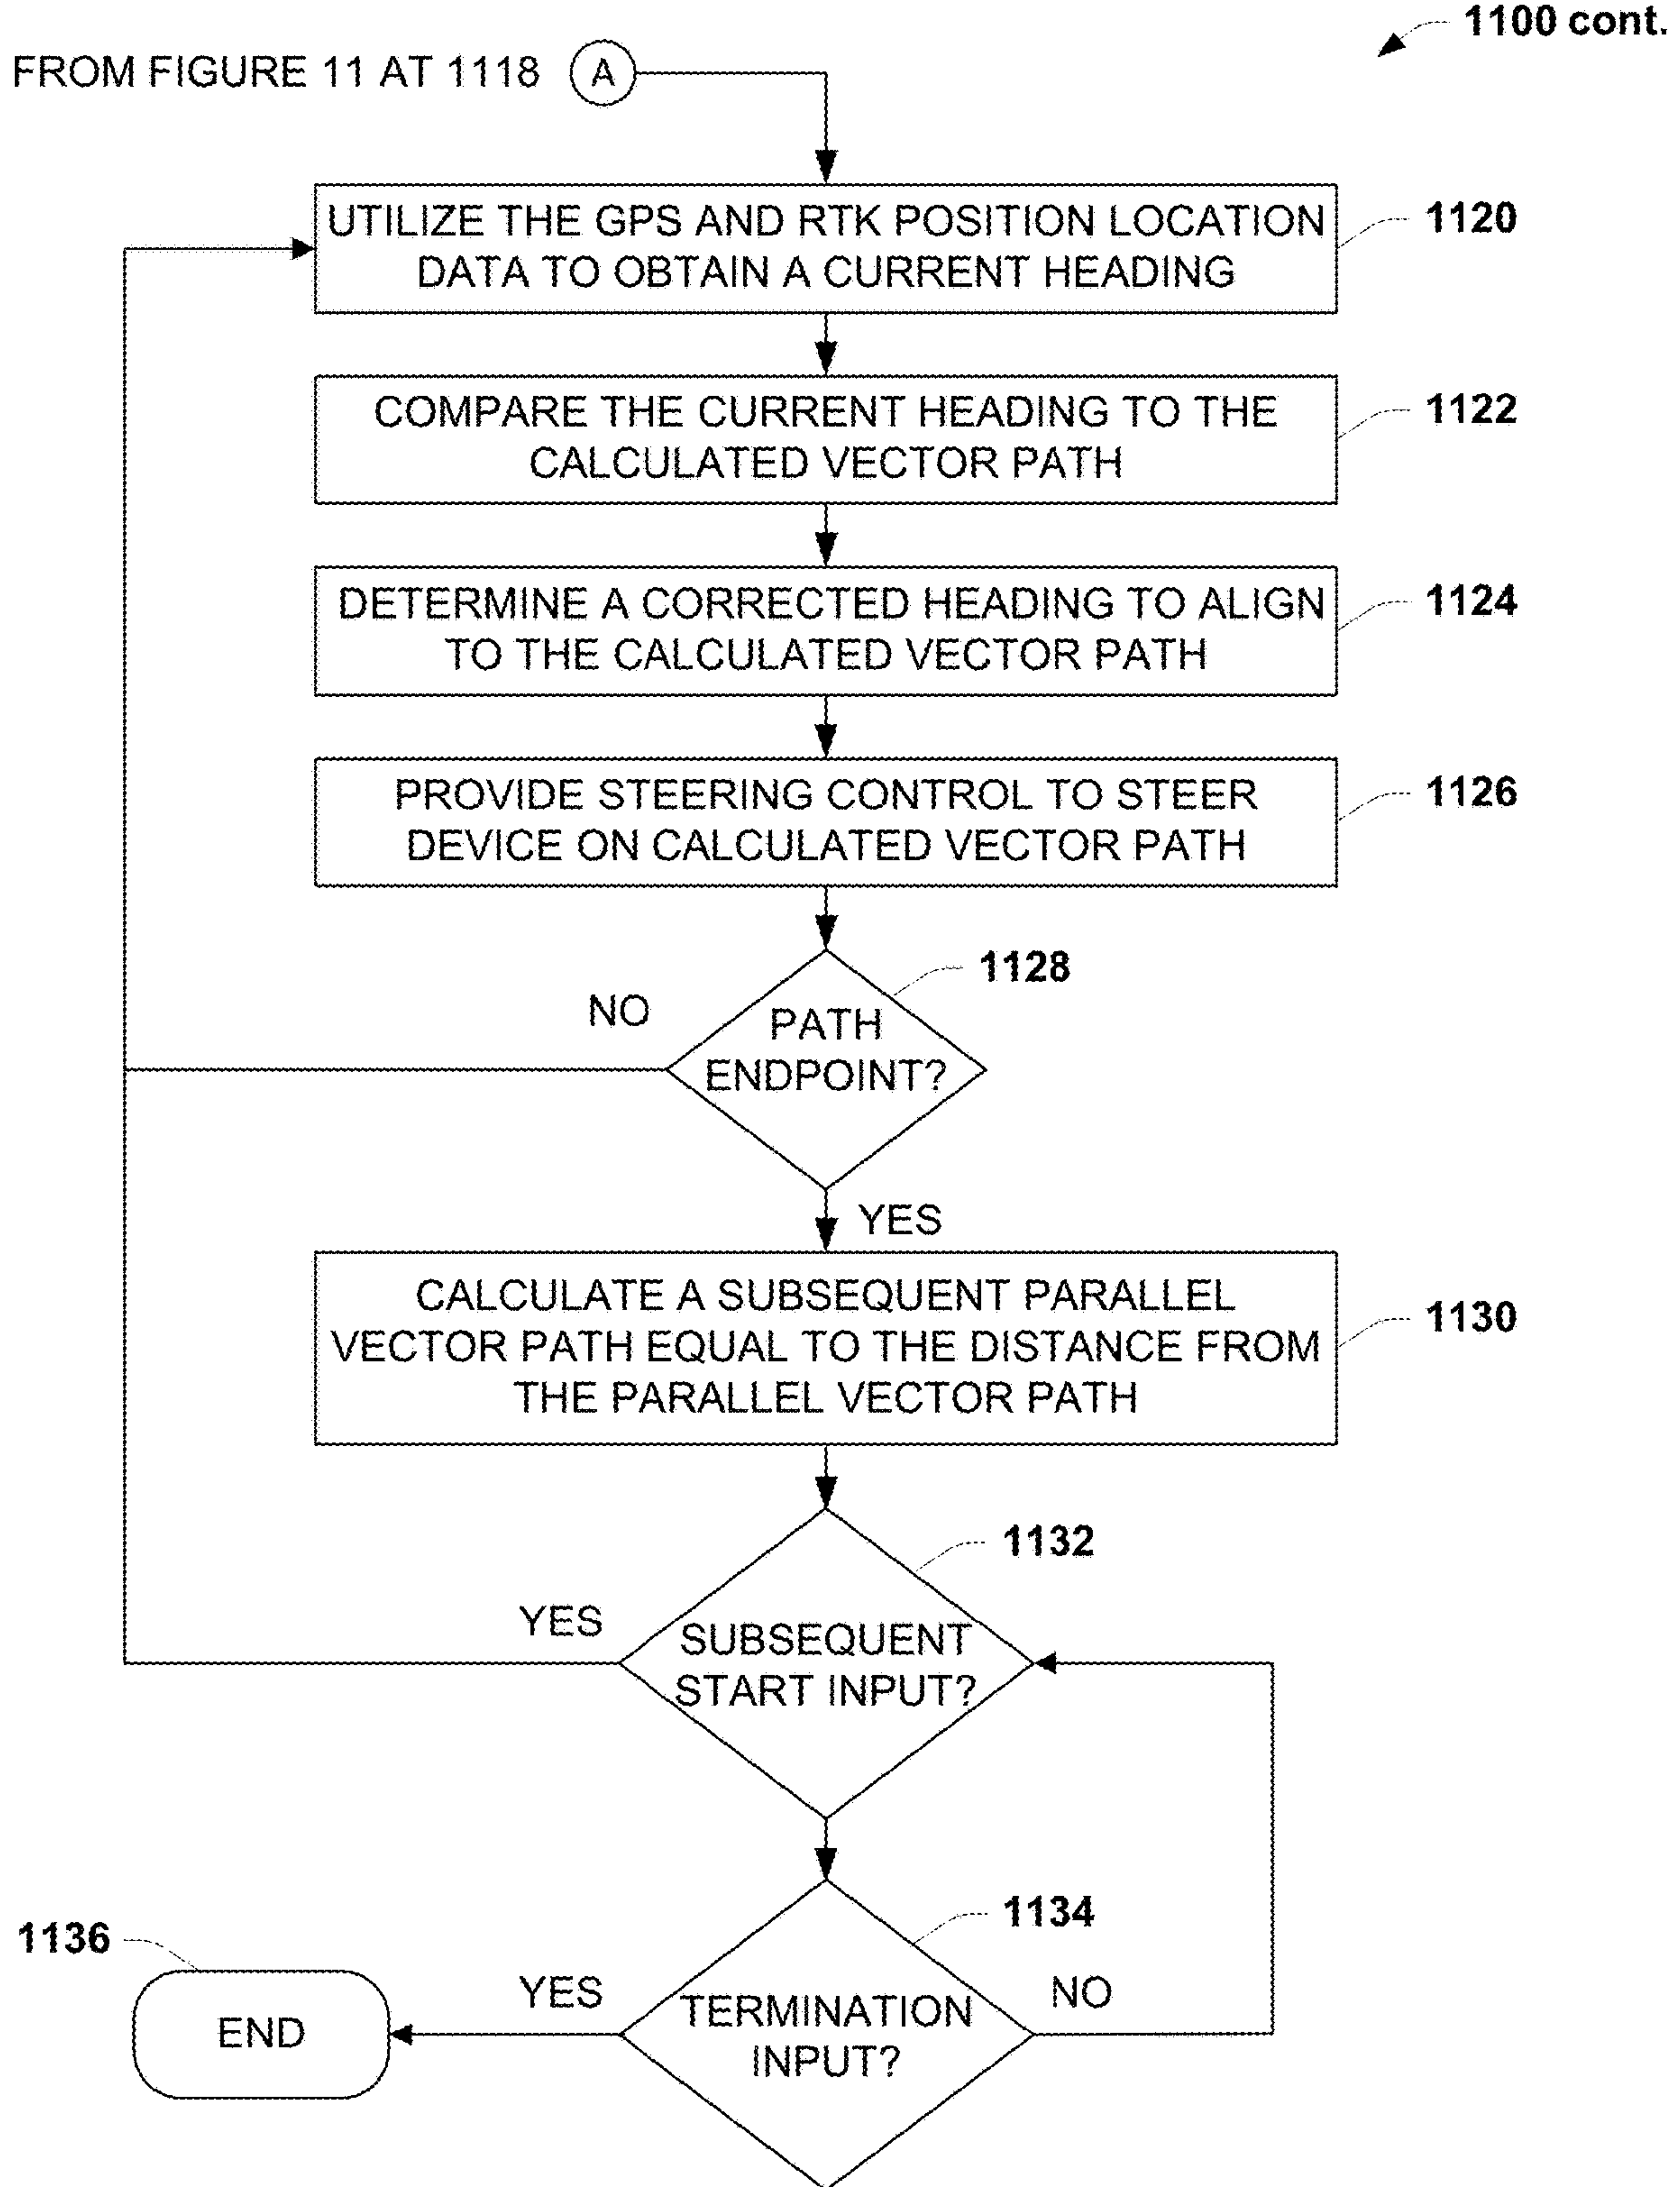 1100 cont.
FROM FIGURE 11 AT 1118 A
UTILIZE THE GPS AND RTK POSITION LOCATION
DATA TO OBTAIN A CURRENT HEADING
1120
COMPARE THE CURRENT HEADING TO THE
CALCULATED VECTOR PATH
1122
DETERMINE A CORRECTED HEADING TO ALIGN
TO THE CALCULATED VECTOR PATH
1124
PROVIDE STEERING CONTROL TO STEER
DEVICE ON CALCULATED VECTOR PATH
1126
1128
NO
PATH
ENDPOINT?
YES
CALCULATE A SUBSEQUENT PARALLEL
VECTOR PATH EQUAL TO THE DISTANCE FROM
THE PARALLEL VECTOR PATH
1130
1132
YES
SUBSEQUENT
START INPUT?
1134
1136
YES
NO
TERMINATION
INPUT?
END